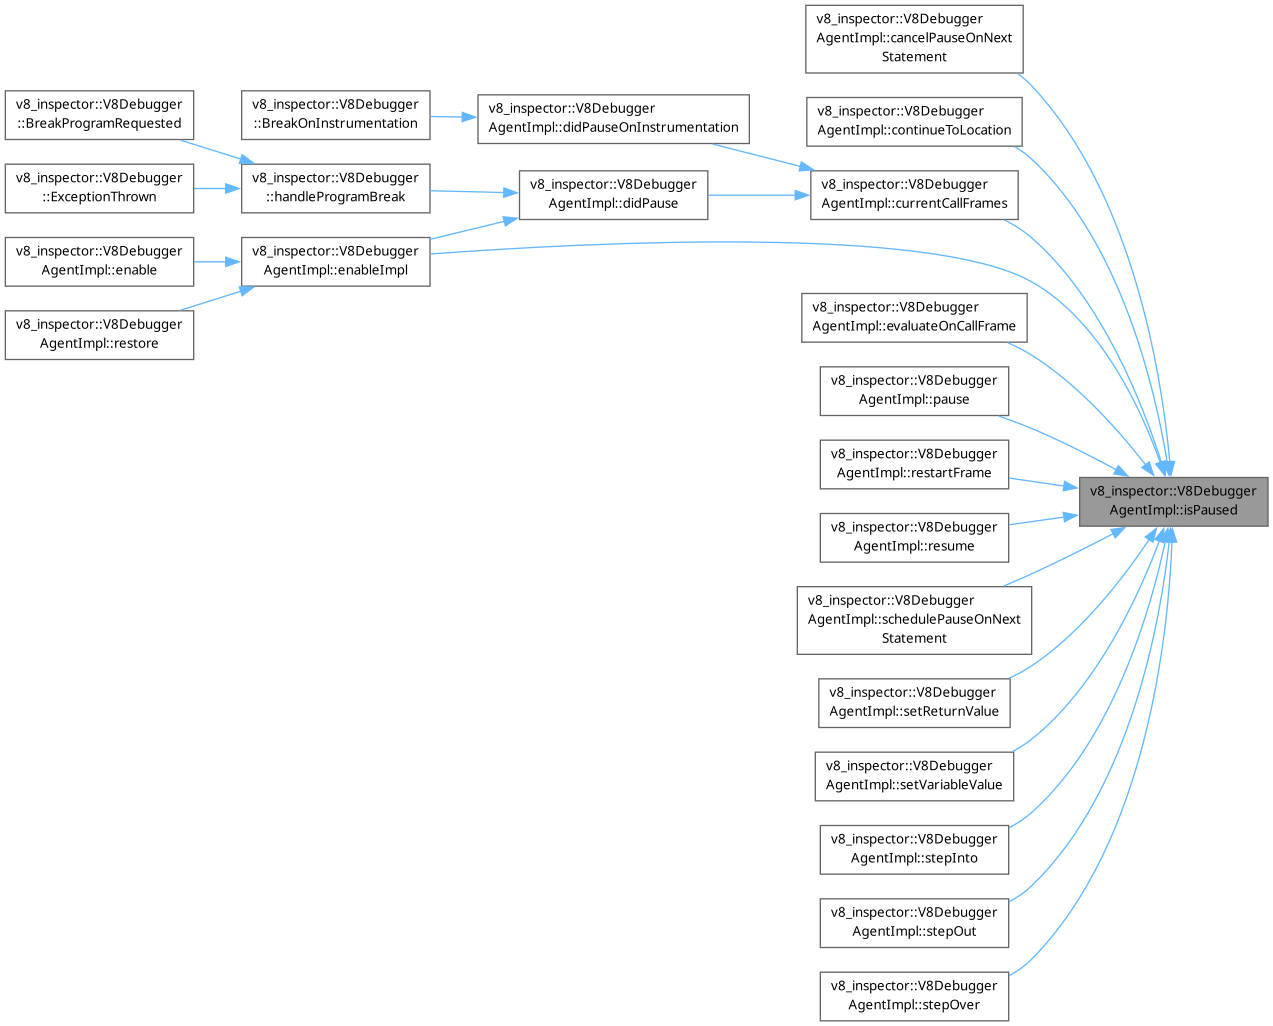 v8_inspector::V8Debugger
AgentImpl::cancelPauseOnNext
Statement
v8_inspector::V8Debugger
::BreakProgramRequested
v8_inspector::V8Debugger
::BreakOnInstrumentation
v8_inspector::V8Debugger
AgentImpl::didPauseOnInstrumentation
v8_inspector::V8Debugger
AgentImpl::continueToLocation
v8_inspector::V8Debugger
::ExceptionThrown
v8_inspector::V8Debugger
::handleProgramBreak
v8_inspector::V8Debugger
AgentImpl::didPause
v8_inspector::V8Debugger
AgentImpl::currentCallFrames
v8_inspector::V8Debugger
AgentImpl::enable
v8_inspector::V8Debugger
AgentImpl::enableImpl
v8_inspector::V8Debugger
AgentImpl::restore
v8_inspector::V8Debugger
AgentImpl::evaluateOnCallFrame
v8_inspector::V8Debugger
AgentImpl::pause
v8_inspector::V8Debugger
AgentImpl::restartFrame
v8_inspector::V8Debugger
AgentImpl::isPaused
v8_inspector::V8Debugger
AgentImpl::resume
v8_inspector::V8Debugger
AgentImpl::schedulePauseOnNext
Statement
v8_inspector::V8Debugger
AgentImpl::setReturnValue
v8_inspector::V8Debugger
AgentImpl::setVariableValue
v8_inspector::V8Debugger
AgentImpl::stepInto
v8_inspector::V8Debugger
AgentImpl::stepOut
v8_inspector::V8Debugger
AgentImpl::stepOver